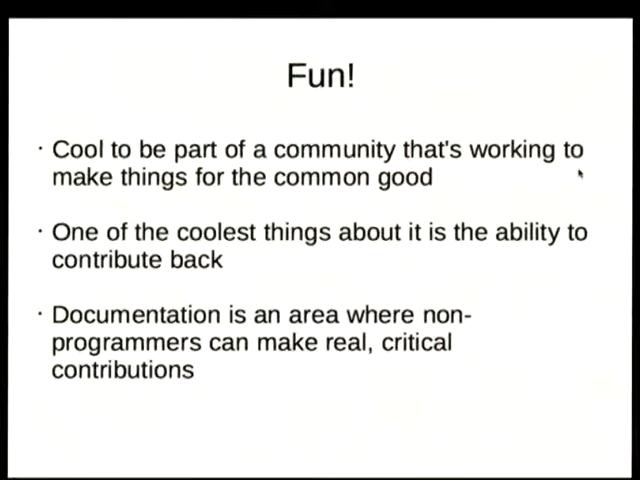 Fun!
· Cool to be part of a community that's working to
make things for the common good
· One of the coolest things about it is the ability to
contribute back
· Documentation is an area where non-
programmers can make real, critical
contributions